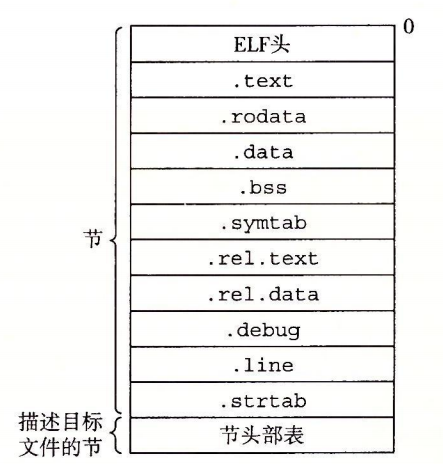 0
ELF头
.text
.rodata
.data
.bss
.symtab
.rel.text
.rel.data
.debug
.line
.strtab
节头部表
节
描述目标
文件的节